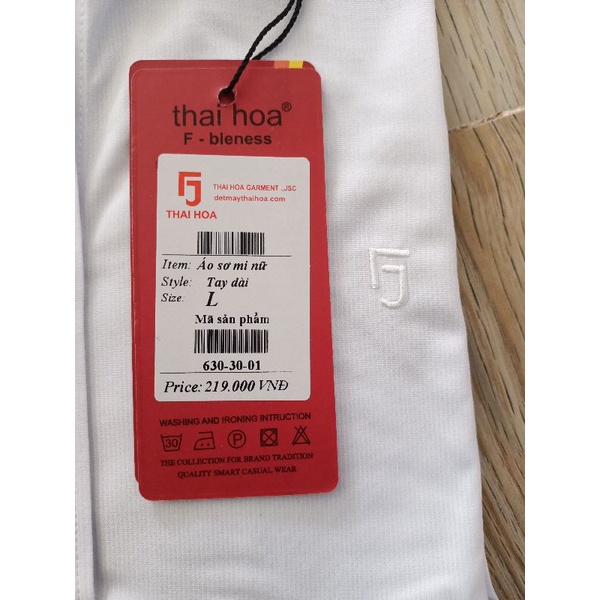 thai hoa®
F - bleness
THAI HOA GARMENT .,JSC
detmaythaihoa.com
THAI HOA
Item: Áo sơ mi nữ
Style: Tay dài
Size: L
Mã sản phẩm
630-30-01
Price: 219.000 VNĐ
WASHING AND IRONING INTRUCTION
30
P
THE COLLECTION FOR BRAND TRADITION
QUALITY SMART CASUAL WEAR